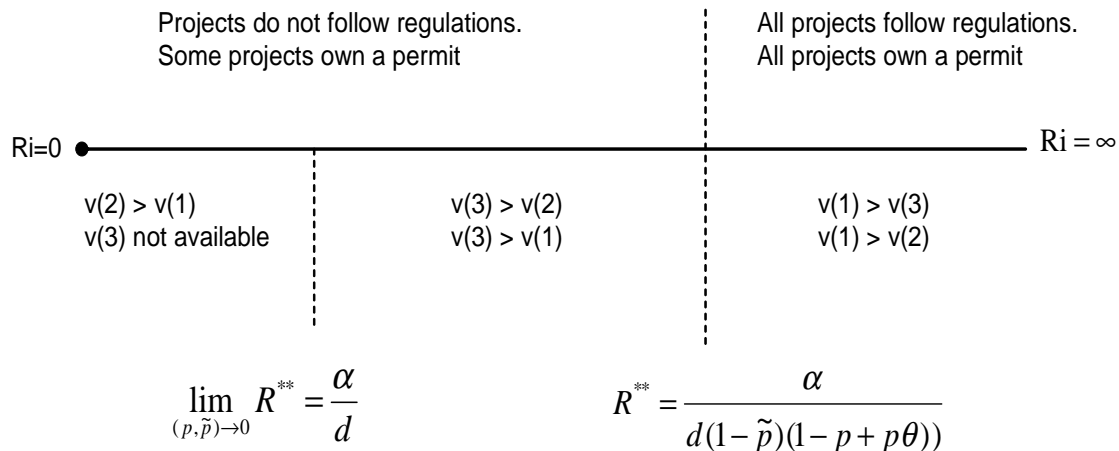 Projects do not follow regulations.
Some projects own a permit
All projects follow regulations.
All projects own a permit
Ri=0
Ri = ∞
v(2) > v(1)
v(3) not available
v(3) > v(2)
v(3) > v(1)
v(1) > v(3)
v(1) > v(2)
lim_{(p,p̃)→0} R^{**} = α/d
R^{**} = α/d(1−p̃)(1−p+pθ))